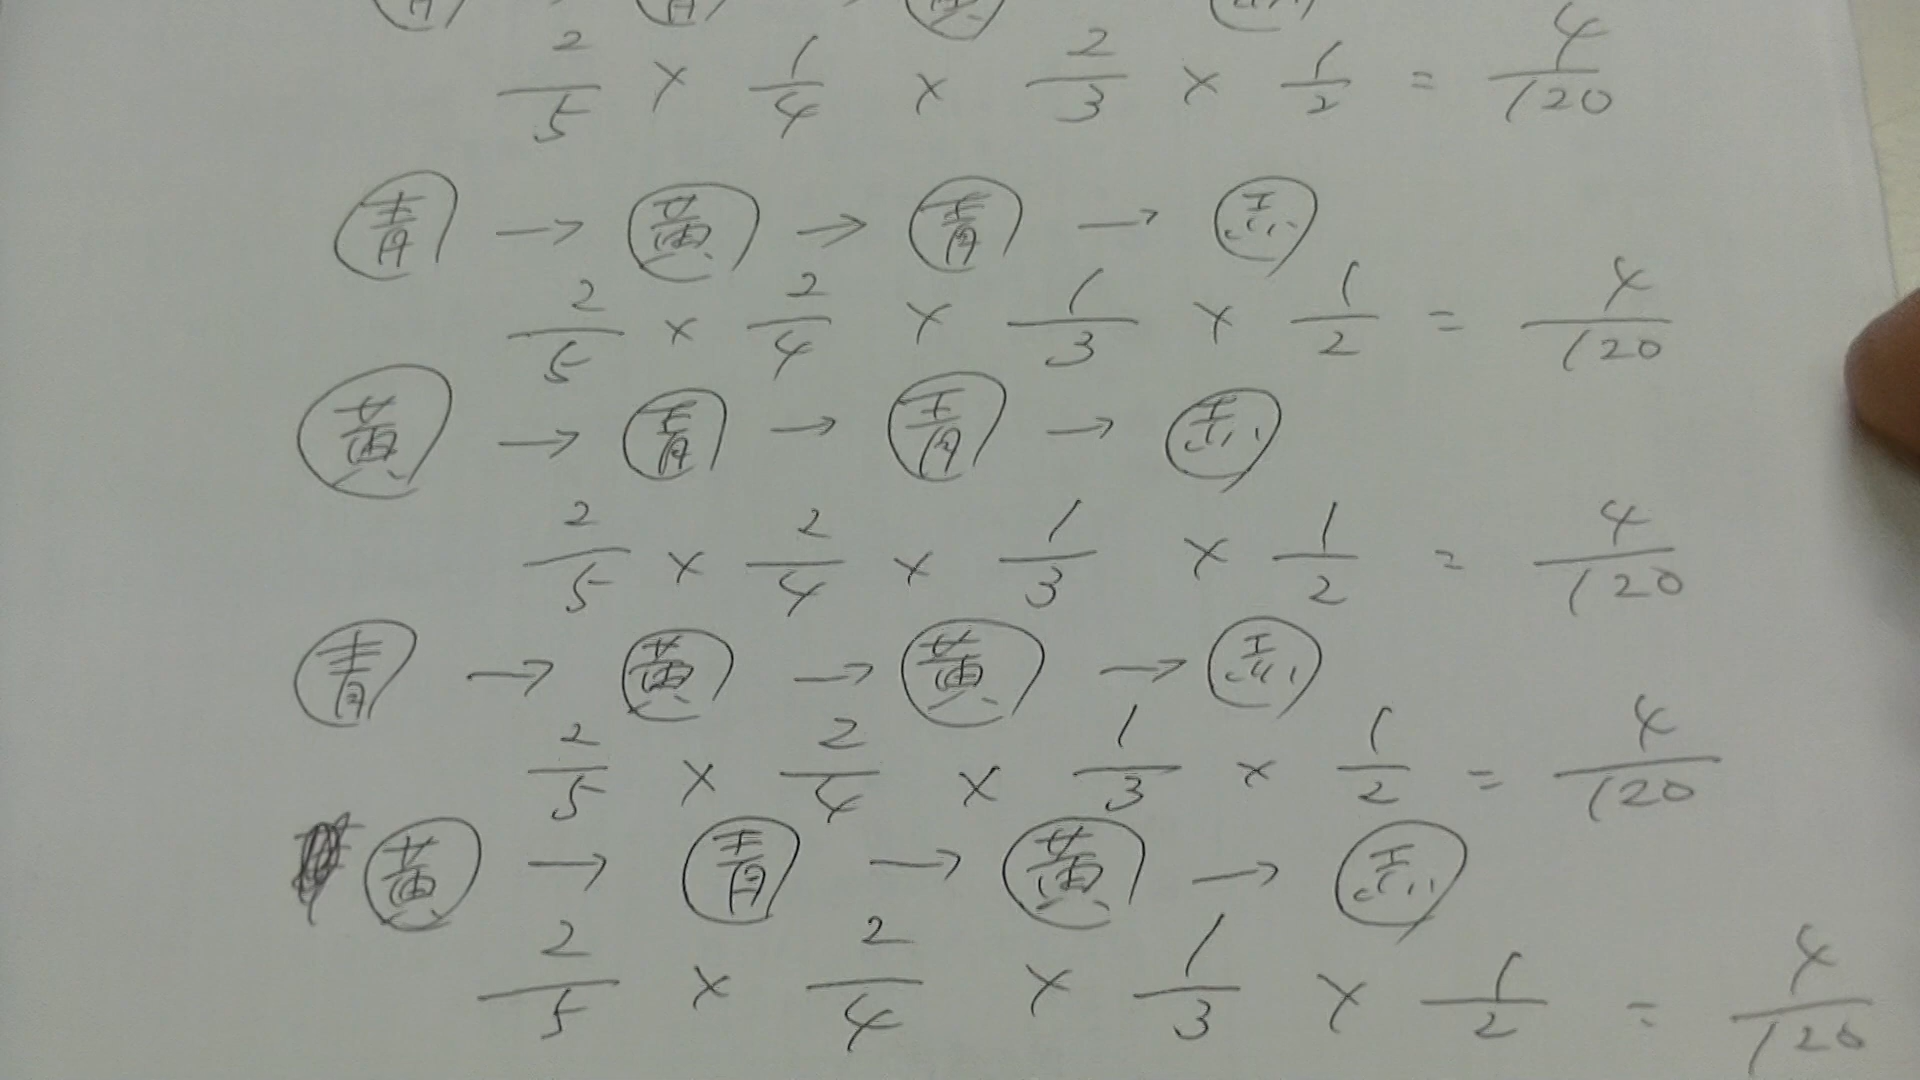 青 青 黄
2/5 × 1/4 × 2/3 × 1/2 = 4/120
青 → 黄 → 青 → 赤
2/5 × 2/4 × 1/3 × 1/2 = 4/120
黄 → 青 → 青 → 赤
2/5 × 2/4 × 1/3 × 1/2 = 4/120
青 → 黄 → 黄 → 赤
2/5 × 2/4 × 1/3 × 1/2 = 4/120
黄 → 青 → 黄 → 赤
2/5 × 2/4 × 1/3 × 1/2 = 4/120